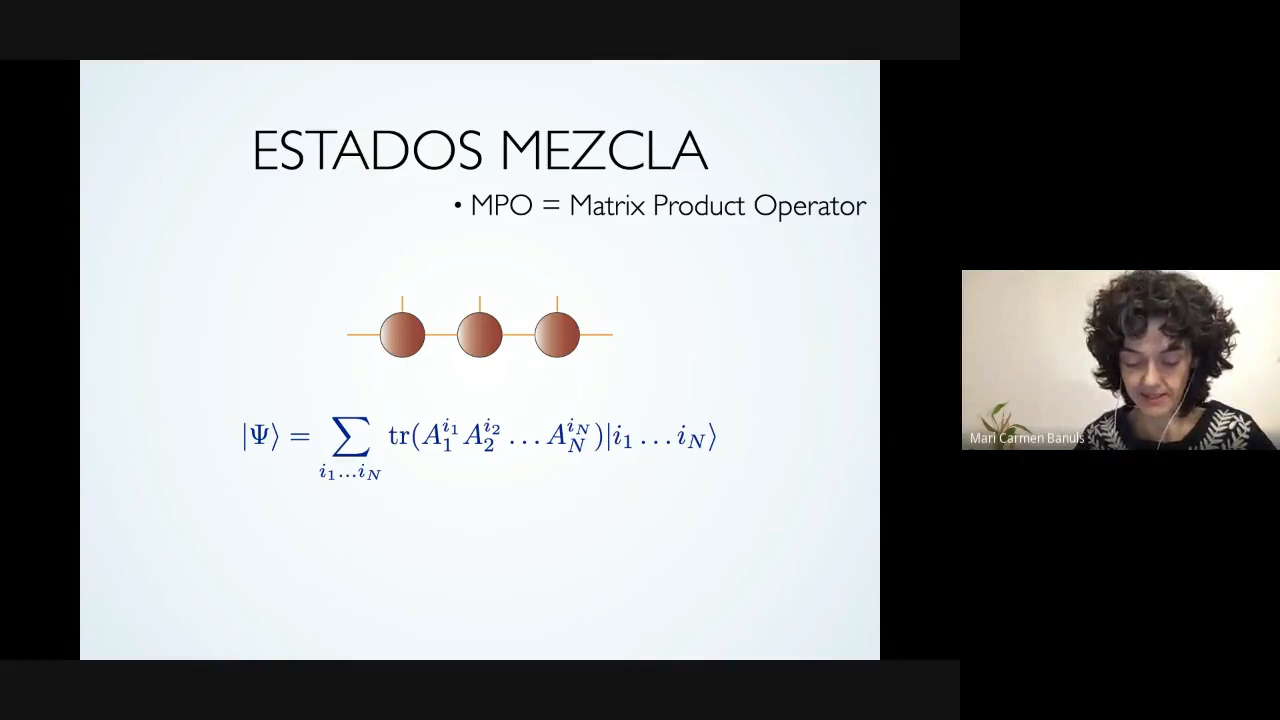 ESTADOS MEZCLA
• MPO = Matrix Product Operator
|Ψ⟩ = ∑_{i_1…i_N} tr(A_1^{i_1} A_2^{i_2} … A_N^{i_N})|i_1 … i_N⟩
Mari Carmen Banuls